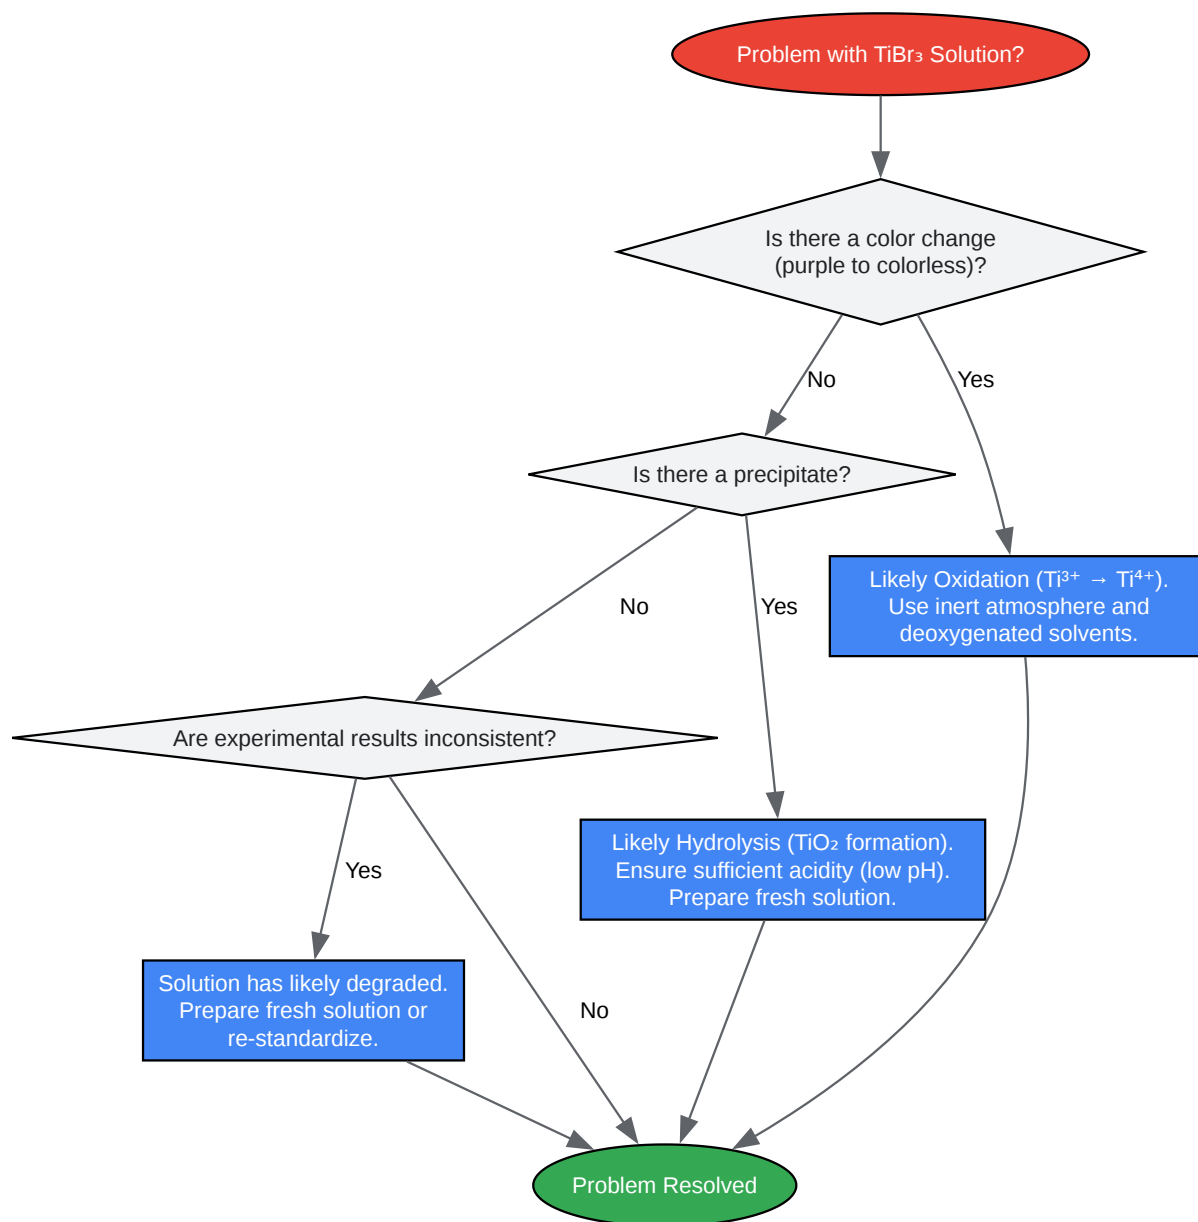 Problem with TiBr₃ Solution?
Is there a color change
(purple to colorless)?
No
Yes
Is there a precipitate?
Likely Oxidation (Ti³⁺ → Ti⁴⁺).
Use inert atmosphere and
deoxygenated solvents.
No
Yes
Are experimental results inconsistent?
Likely Hydrolysis (TiO₂ formation).
Ensure sufficient acidity (low pH).
Prepare fresh solution.
Yes
Solution has likely degraded.
Prepare fresh solution or
re-standardize.
No
Problem Resolved